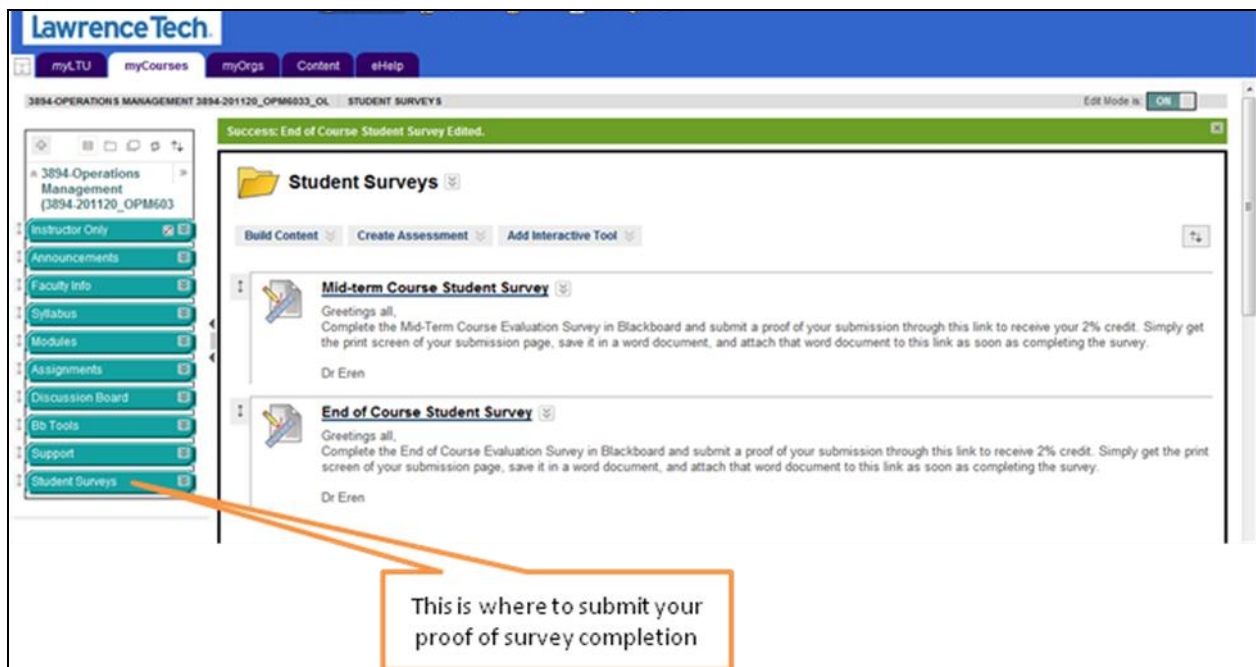 LawrenceTech.
myLTU myCourses myOrgs Content eHelp
3894-OPERATIONS MANAGEMENT 3894-201120_OPM6033_OL STUDENT SURVEYS Edit Mode is: ON
Success: End of Course Student Survey Edited.
3894-Operations
Management
(3894-201120_OPM603
Instructor Only
Announcements
Faculty Info
Syllabus
Modules
Assignments
Discussion Board
Bb Tools
Support
Student Surveys
Student Surveys
Build Content Create Assessment Add Interactive Tool
Mid-term Course Student Survey
Greetings all,
Complete the Mid-Term Course Evaluation Survey in Blackboard and submit a proof of your submission through this link to receive your 2% credit. Simply get
the print screen of your submission page, save it in a word document, and attach that word document to this link as soon as completing the survey.
Dr Eren
End of Course Student Survey
Greetings all,
Complete the End of Course Evaluation Survey in Blackboard and submit a proof of your submission through this link to receive 2% credit. Simply get the print
screen of your submission page, save it in a word document, and attach that word document to this link as soon as completing the survey.
Dr Eren
This is where to submit your
proof of survey completion